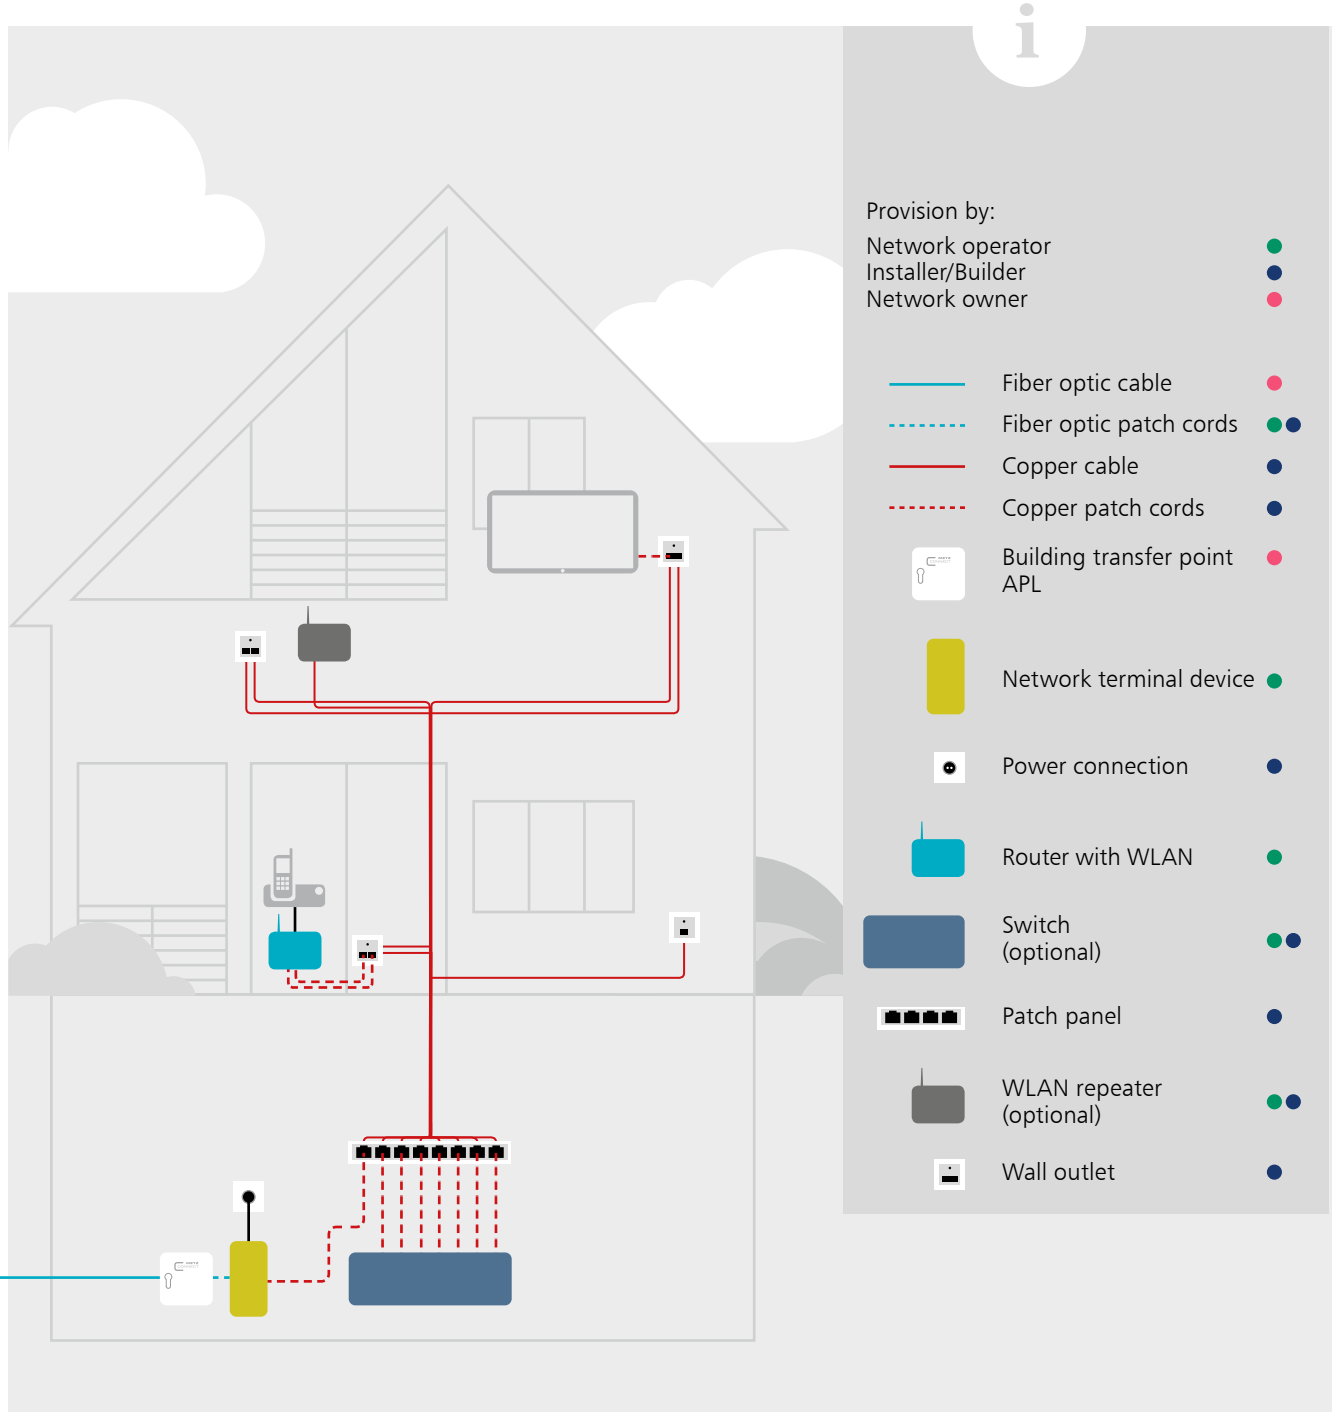 i
Provision by:
Network operator
Installer/Builder
Network owner
Fiber optic cable
Fiber optic patch cords
Copper cable
Copper patch cords
Building transfer point
APL
Network terminal device
Power connection
Router with WLAN
Switch
(optional)
Patch panel
WLAN repeater
(optional)
Wall outlet